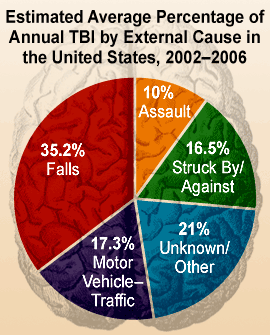 Estimated Average Percentage of
Annual TBI by External Cause in
the United States, 2002–2006
10%
Assault
16.5%
Struck By/
Against
21%
Unknown/
Other
17.3%
Motor
Vehicle–
Traffic
35.2%
Falls